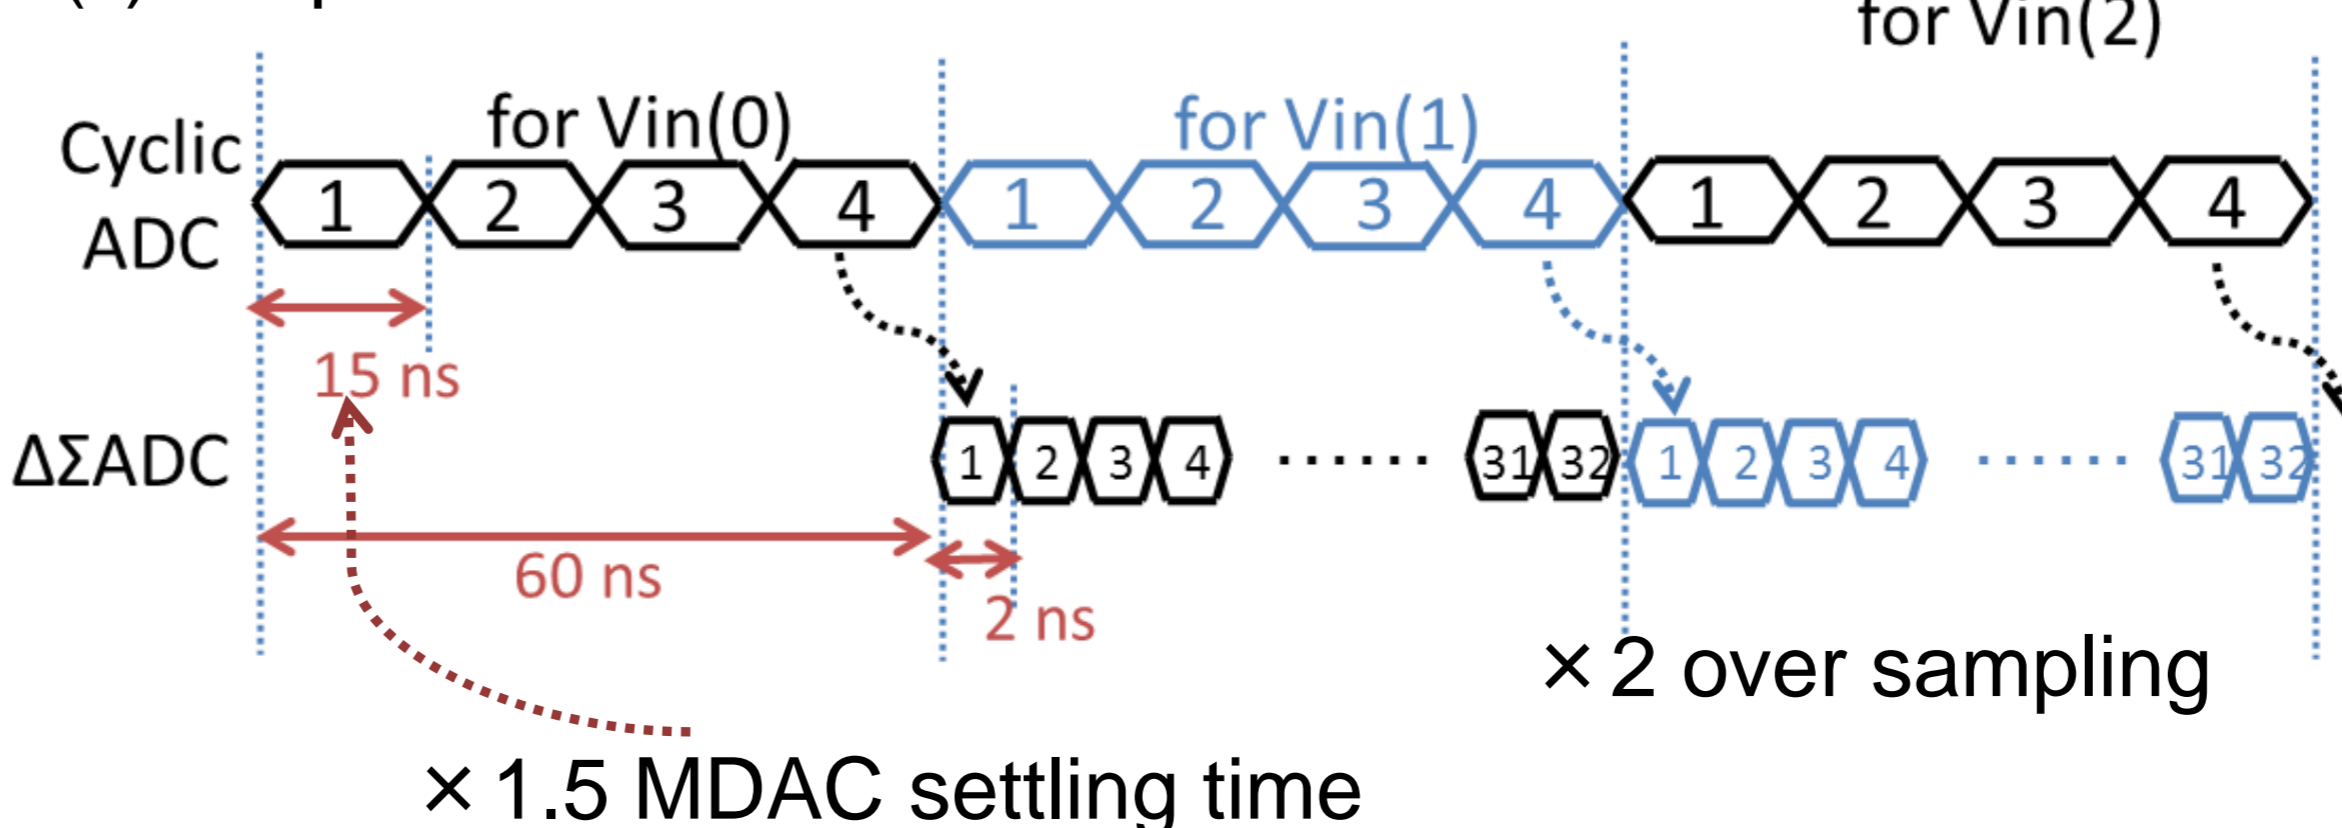 for Vin(2)
for Vin(0)
for Vin(1)
Cyclic
ADC
1 2 3 4 1 2 3 4 1 2 3 4
15 ns
ΔΣADC
1 2 3 4 ...... 31 32 1 2 3 4 ...... 31 32
60 ns
2 ns
×2 over sampling
×1.5 MDAC settling time